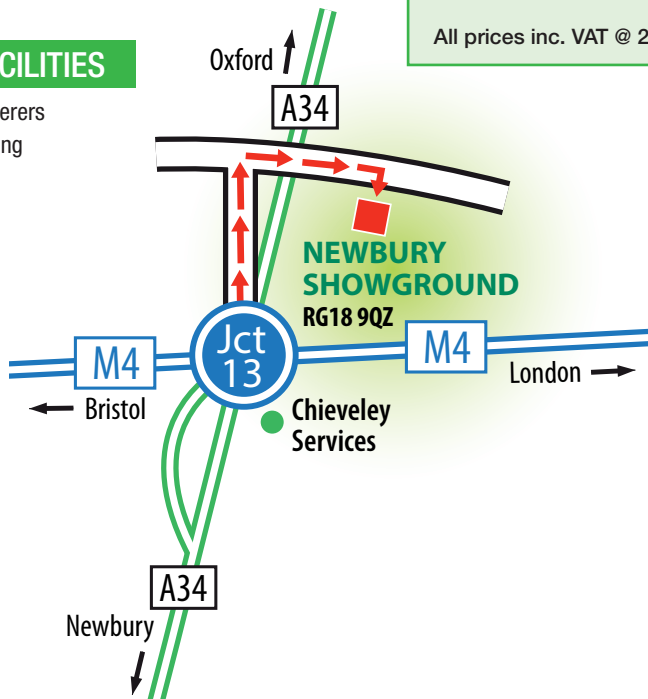 All prices inc. VAT @ 2
CILITIES
erers
ng
Oxford
A34
NEWBURY
SHOWGROUND
RG18 9QZ
Jct
13
M4
M4
London
Bristol
Chieveley
Services
A34
Newbury